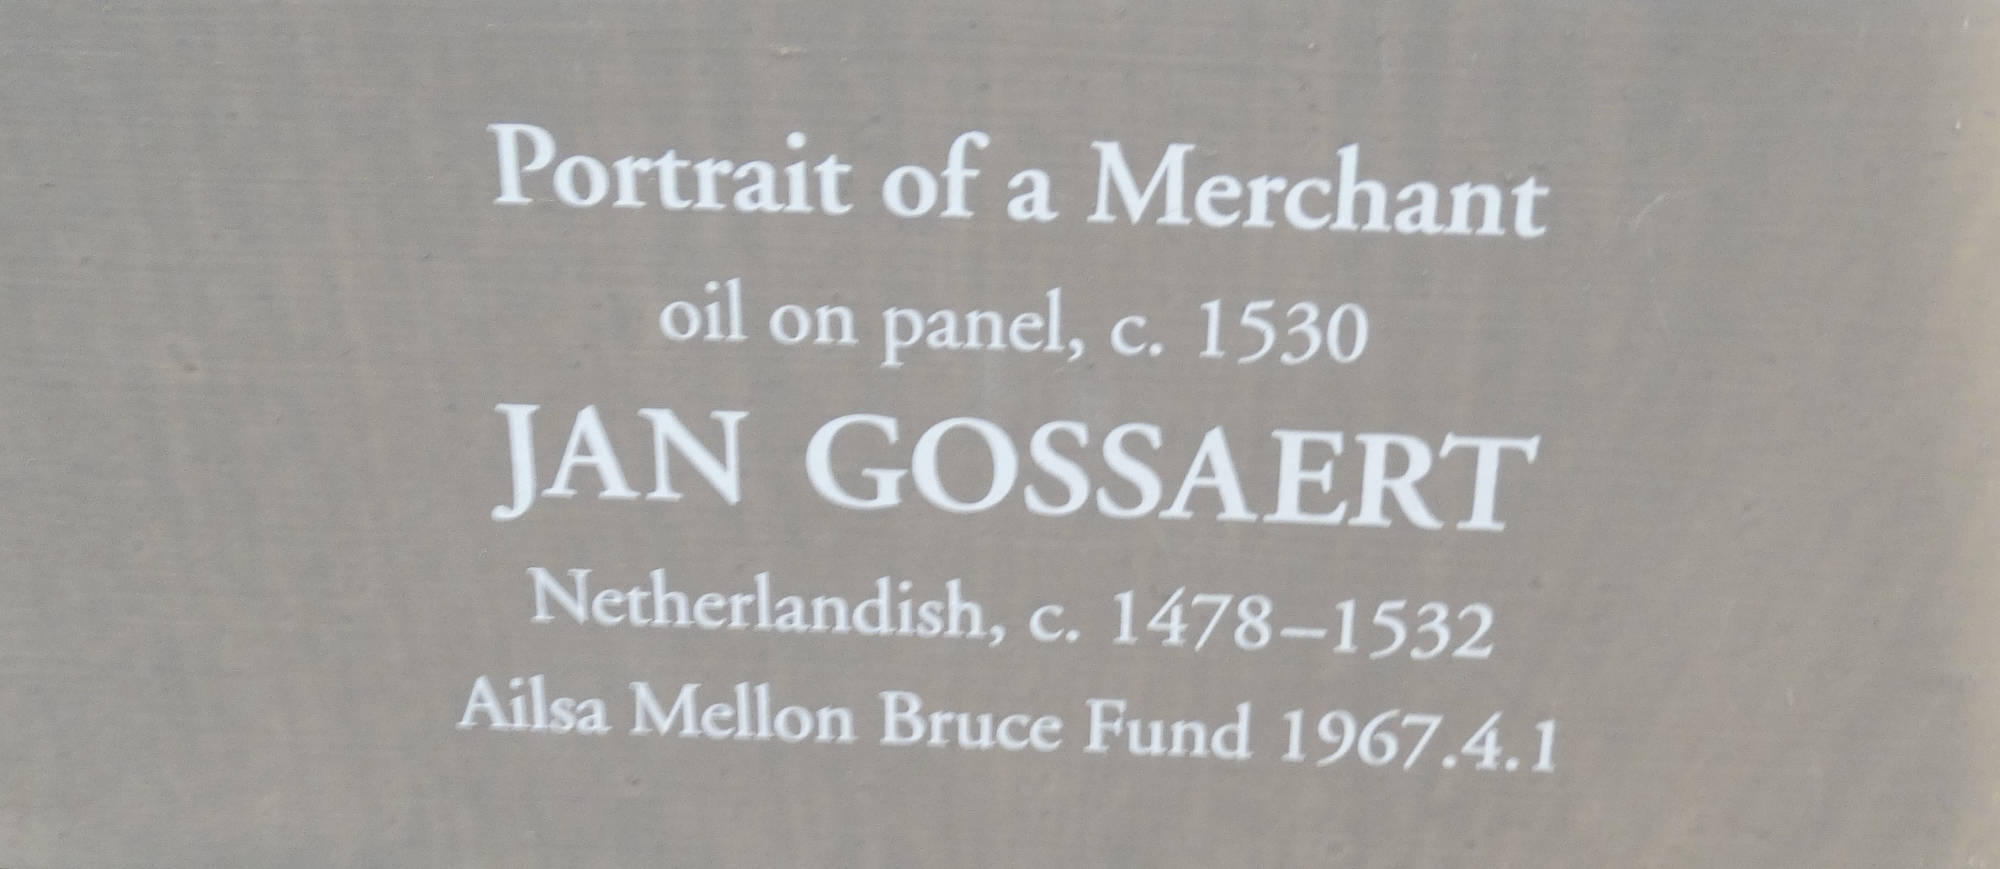 Portrait of a Merchant
oil on panel, c. 1530
JAN GOSSAERT
Netherlandish, c. 1478–1532
Ailsa Mellon Bruce Fund 1967.4.1